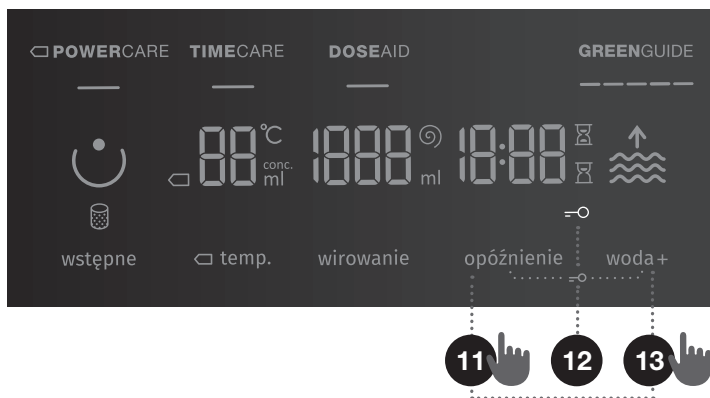 POWERCARE TIMECARE DOSEAID GREENGUIDE
88 °C conc. ml 1888 ml 18:88
wstępne temp. wirowanie opóźnienie woda+
11 12 13